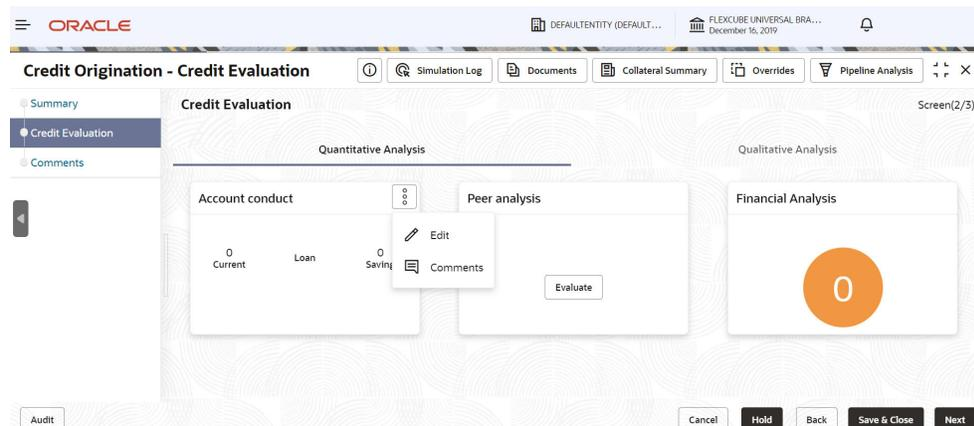 ORACLE
DEFAULTENTITY (DEFAULT...
FLEXCUBE UNIVERSAL BRA...
December 16, 2019
Credit Origination - Credit Evaluation
Simulation Log
Documents
Collateral Summary
Overrides
Pipeline Analysis
Summary
Credit Evaluation
Comments
Credit Evaluation
Screen(2/3)
Quantitative Analysis
Qualitative Analysis
Account conduct
0
Current
Loan
0
Saving
Edit
Comments
Peer analysis
Evaluate
Financial Analysis
0
Audit
Cancel
Hold
Back
Save & Close
Next